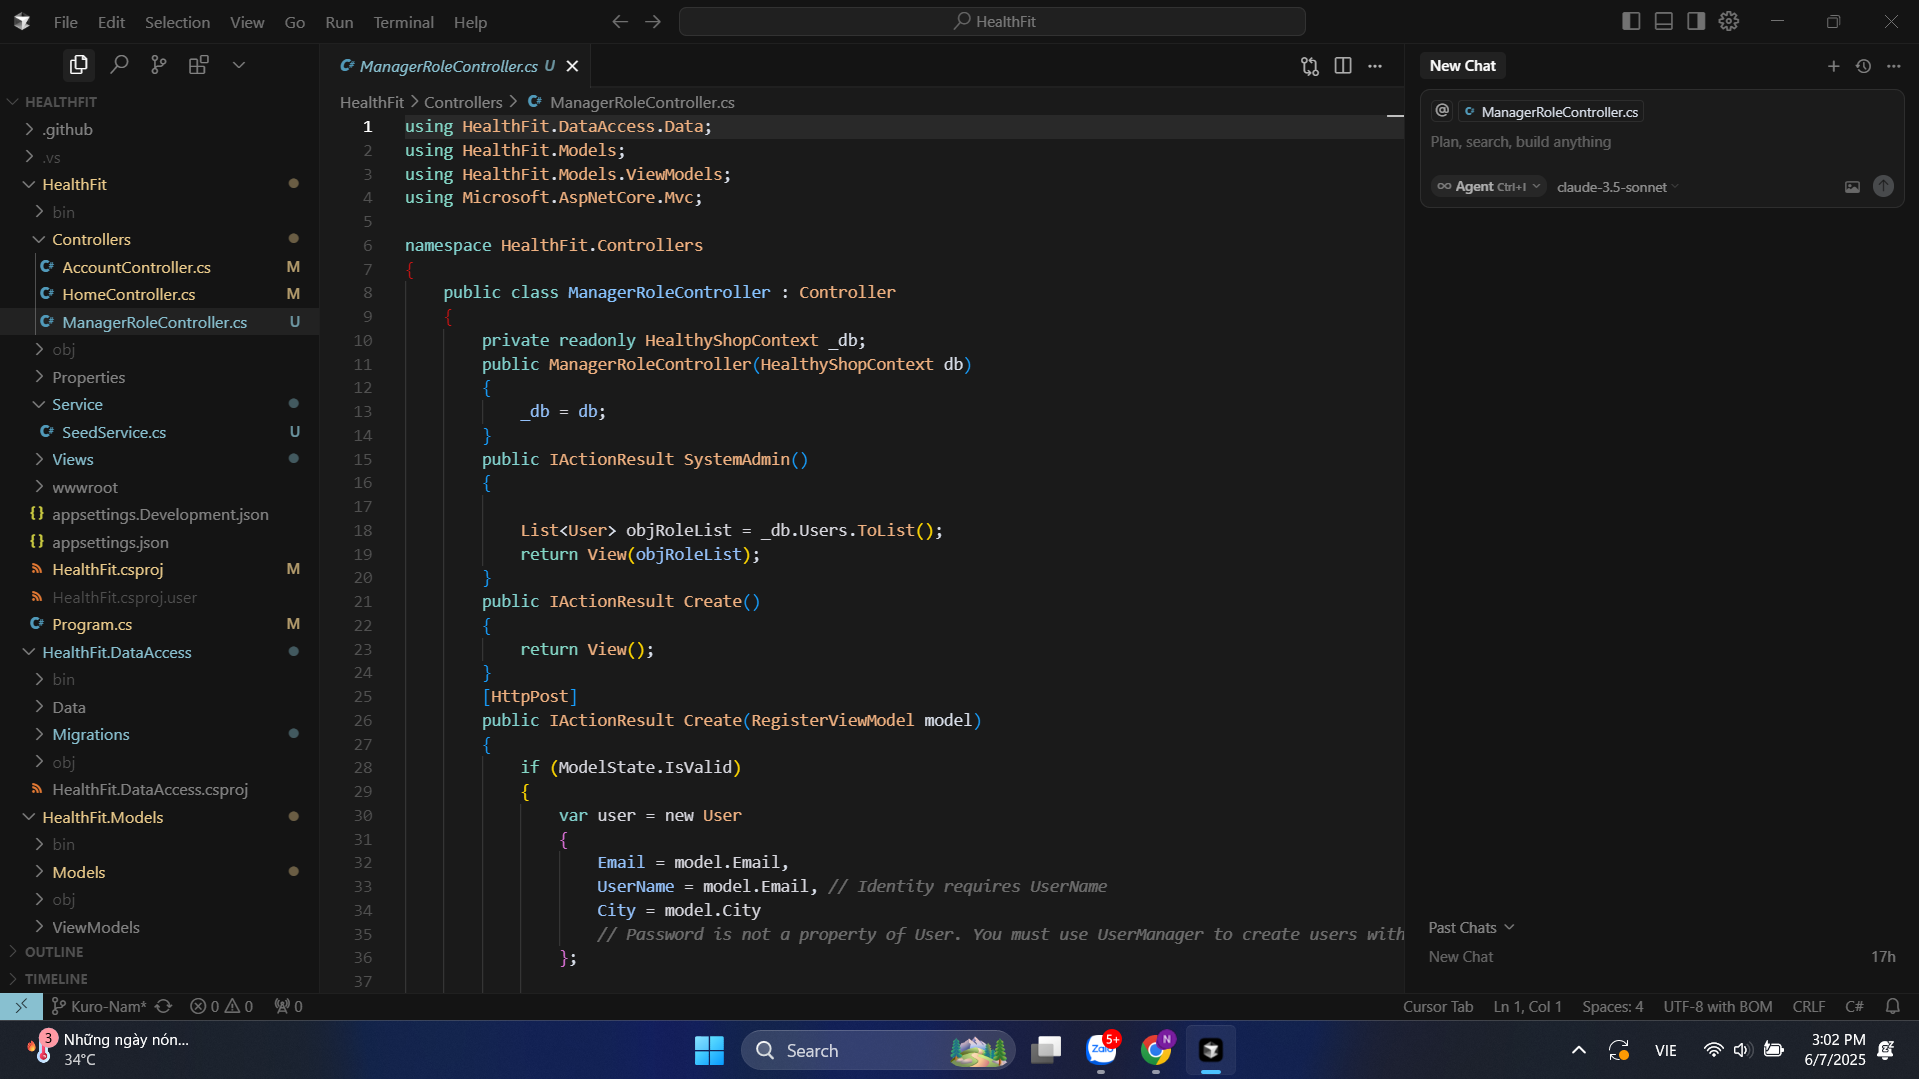 File Edit Selection View Go Run Terminal Help
HealthFit
ManagerRoleController.cs U
New Chat
HEALTHFIT
.github
.vs
HealthFit
bin
Controllers
AccountController.cs M
HomeController.cs M
ManagerRoleController.cs U
obj
Properties
Service
SeedService.cs U
Views
wwwroot
appsettings.Development.json
appsettings.json
HealthFit.csproj M
HealthFit.csproj.user
Program.cs M
HealthFit.DataAccess
bin
Data
Migrations
obj
HealthFit.DataAccess.csproj
HealthFit.Models
bin
Models
obj
ViewModels
OUTLINE
TIMELINE
HealthFit > Controllers > ManagerRoleController.cs
1 using HealthFit.DataAccess.Data;
2 using HealthFit.Models;
3 using HealthFit.Models.ViewModels;
4 using Microsoft.AspNetCore.Mvc;
5
6 namespace HealthFit.Controllers
7 {
8 public class ManagerRoleController : Controller
9 {
10 private readonly HealthyShopContext _db;
11 public ManagerRoleController(HealthyShopContext db)
12 {
13 _db = db;
14 }
15 public IActionResult SystemAdmin()
16 {
17
18 List<User> objRoleList = _db.Users.ToList();
19 return View(objRoleList);
20 }
21 public IActionResult Create()
22 {
23 return View();
24 }
25 [HttpPost]
26 public IActionResult Create(RegisterViewModel model)
27 {
28 if (ModelState.IsValid)
29 {
30 var user = new User
31 {
32 Email = model.Email,
33 UserName = model.Email, // Identity requires UserName
34 City = model.City
35 // Password is not a property of User. You must use UserManager to create users with
36 };
37
@ ManagerRoleController.cs
Plan, search, build anything
Agent Ctrl+I claude-3.5-sonnet
Past Chats
New Chat 17h
Kuro-Nam* 0 0 0
Cursor Tab Ln 1, Col 1 Spaces: 4 UTF-8 with BOM CRLF C#
3
Những ngày nón...
34°C
Search
Zalo
5+
N
VIE
3:02 PM
6/7/2025